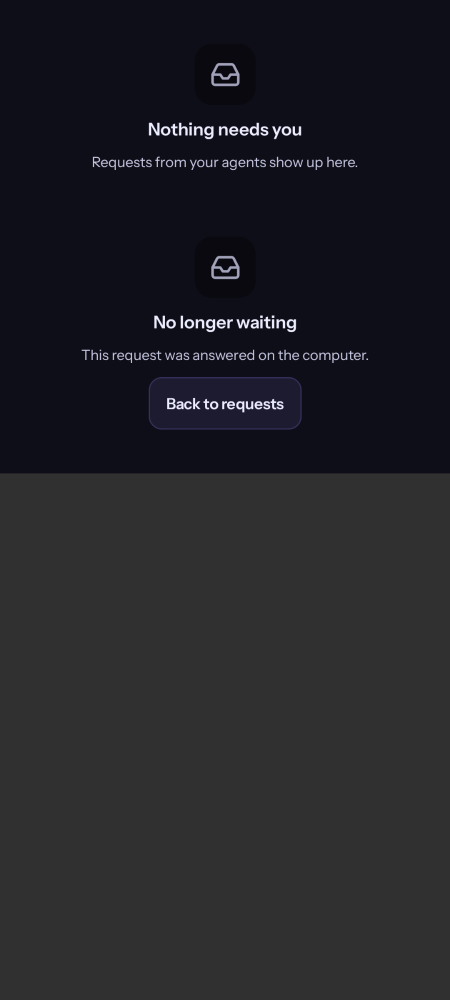 Nothing needs you
Requests from your agents show up here.
No longer waiting
This request was answered on the computer.
Back to requests